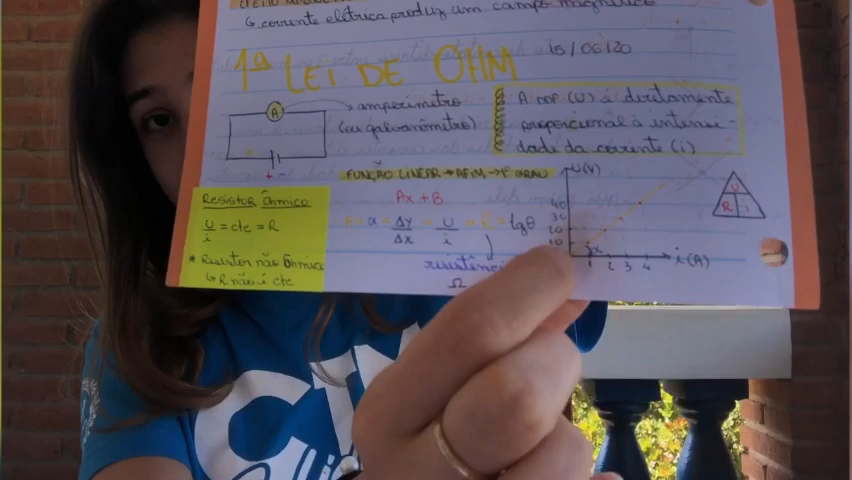 EFEITO
↳ corrente elétrica produz um campo magnético
1ª LEI DE OHM
15/06/20
A
amperímetro
(ou galvanômetro)
A DDP (U) é diretamente
proporcional à intensi-
dade da corrente (i)
+
FUNÇÃO LINEAR → AFIM → 1º GRAU
Ax + B
α = Δy/Δx = U/i = R = tgθ
resistência
Ω
RESISTOR ÔHMICO
U/i = cte = R
* Resistor não Ôhmico
↳ R não é cte
U(V)
40
30
20
10
1 2 3 4
i(A)
U
R i